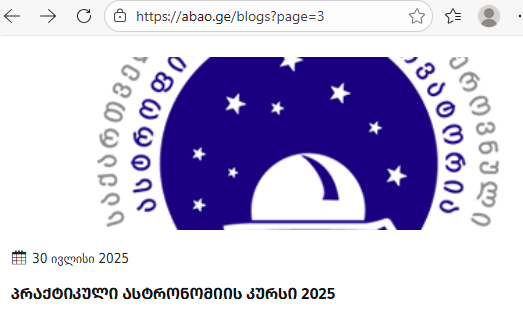 https://abao.ge/blogs?page=3
30 ივლისი 2025
პრაქტიკული ასტრონომიის კურსი 2025